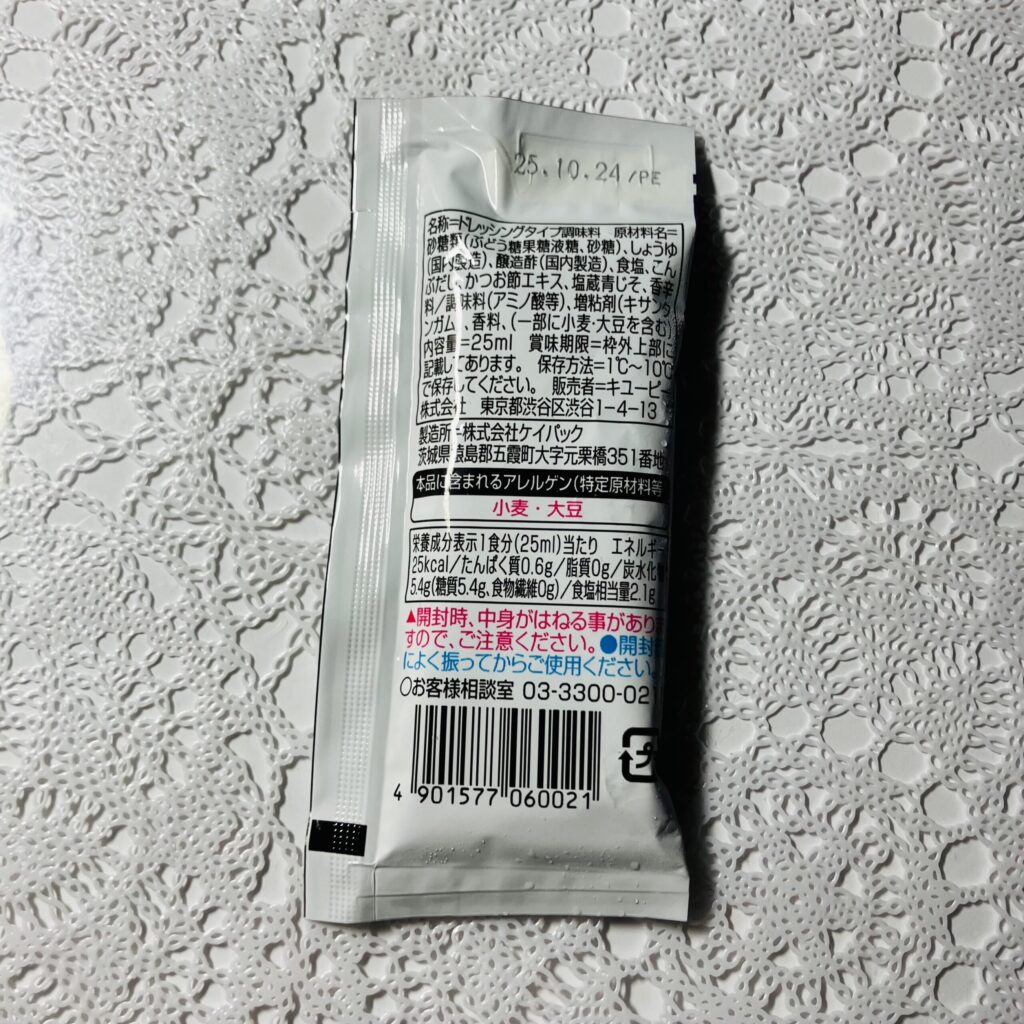 25.10.24/PE
名称=ドレッシングタイプ調味料 原材料名=
砂糖類(ぶどう糖果糖液糖、砂糖)、しょうゆ
(国内製造)、醸造酢(国内製造)、食塩、こん
ぶだし、かつお節エキス、塩蔵青じそ、香辛
料/調味料(アミノ酸等)、増粘剤(キサンタ
ンガム)、香料、(一部に小麦・大豆を含む)
内容量=25ml 賞味期限=枠外上部に
記載してあります。 保存方法=1℃~10℃
で保存してください。 販売者=キユーピー
株式会社 東京都渋谷区渋谷1-4-13
製造所=株式会社ケイパック
茨城県猿島郡五霞町大字元栗橋351番地
本品に含まれるアレルゲン(特定原材料等
小麦・大豆
栄養成分表示1食分(25ml)当たり エネルギー
25kcal/たんぱく質0.6g/脂質0g/炭水化物
5.4g(糖質5.4g、食物繊維0g)/食塩相当量2.1g
▲開封時、中身がはねる事がありま
すので、ご注意ください。●開封前
によく振ってからご使用ください。
○お客様相談室 03-3300-021
プ
4 901577 060021